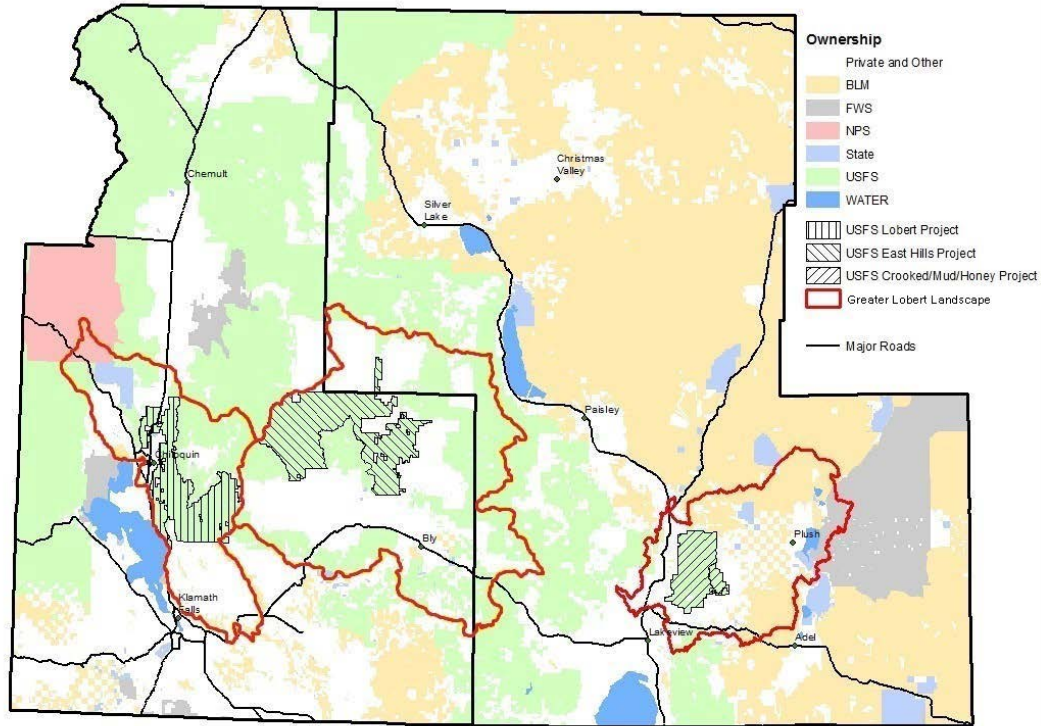 Ownership
Private and Other
BLM
FWS
NPS
State
USFS
WATER
USFS Lobert Project
USFS East Hills Project
USFS Crooked/Mud/Honey Project
Greater Lobert Landscape
Major Roads
Chemult
Christmas
Valley
Silver
Lake
Paisley
Chiloquin
Plush
Bly
Klamath
Falls
Lakeview
Adel